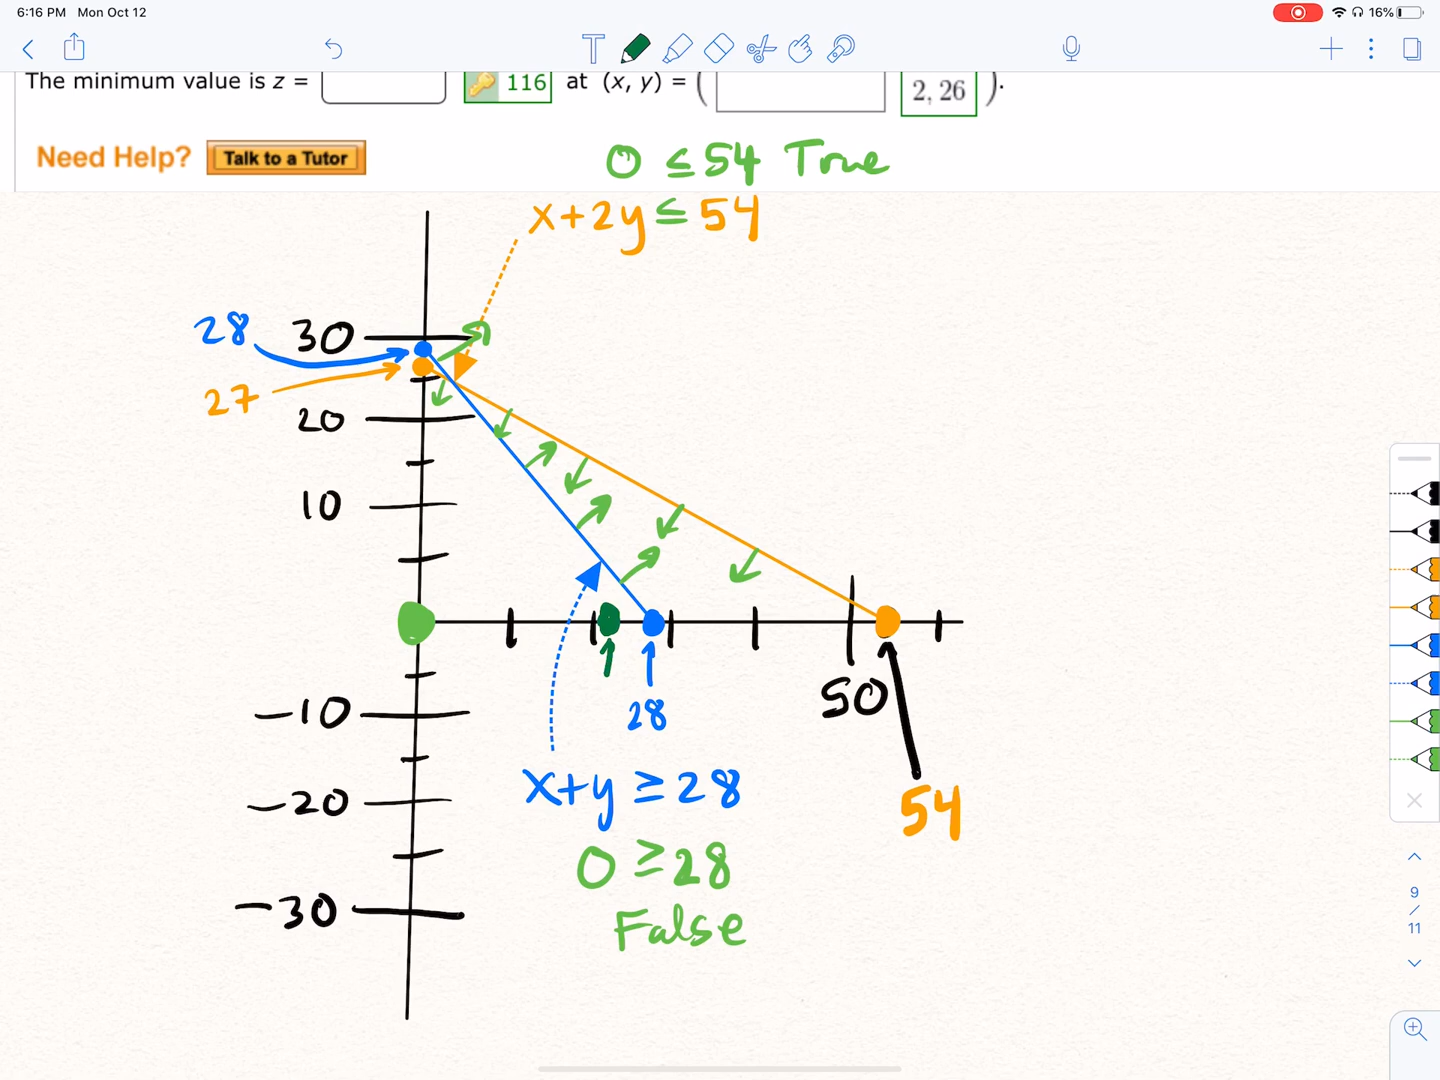 6:16 PM Mon Oct 12
16%
The minimum value is z = 116 at (x, y) = ( 2, 26 ).
Need Help? Talk to a Tutor
0 ≤ 54 True
x+2y ≤ 54
28
30
27
20
10
-10
50
28
-20
x+y ≥ 28
54
0 ≥ 28
-30
False
9
/
11